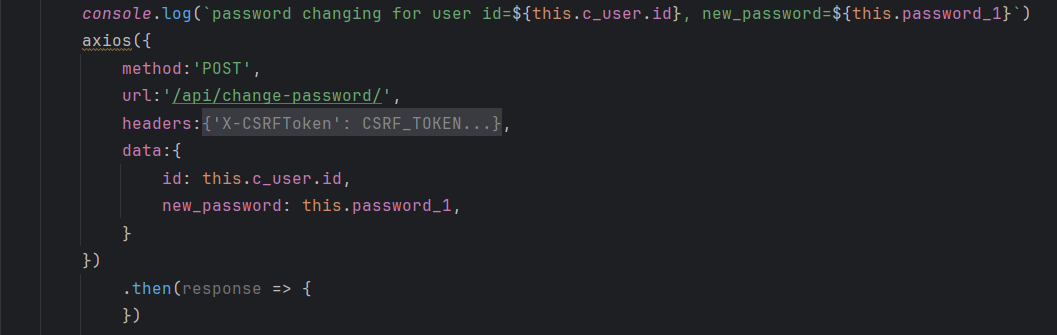 console.log(`password changing for user id=${this.c_user.id}, new_password=${this.password_1}`)
axios({
method:'POST',
url:'/api/change-password/',
headers:{'X-CSRFToken': CSRF_TOKEN...},
data:{
id: this.c_user.id,
new_password: this.password_1,
}
})
.then(response => {
})